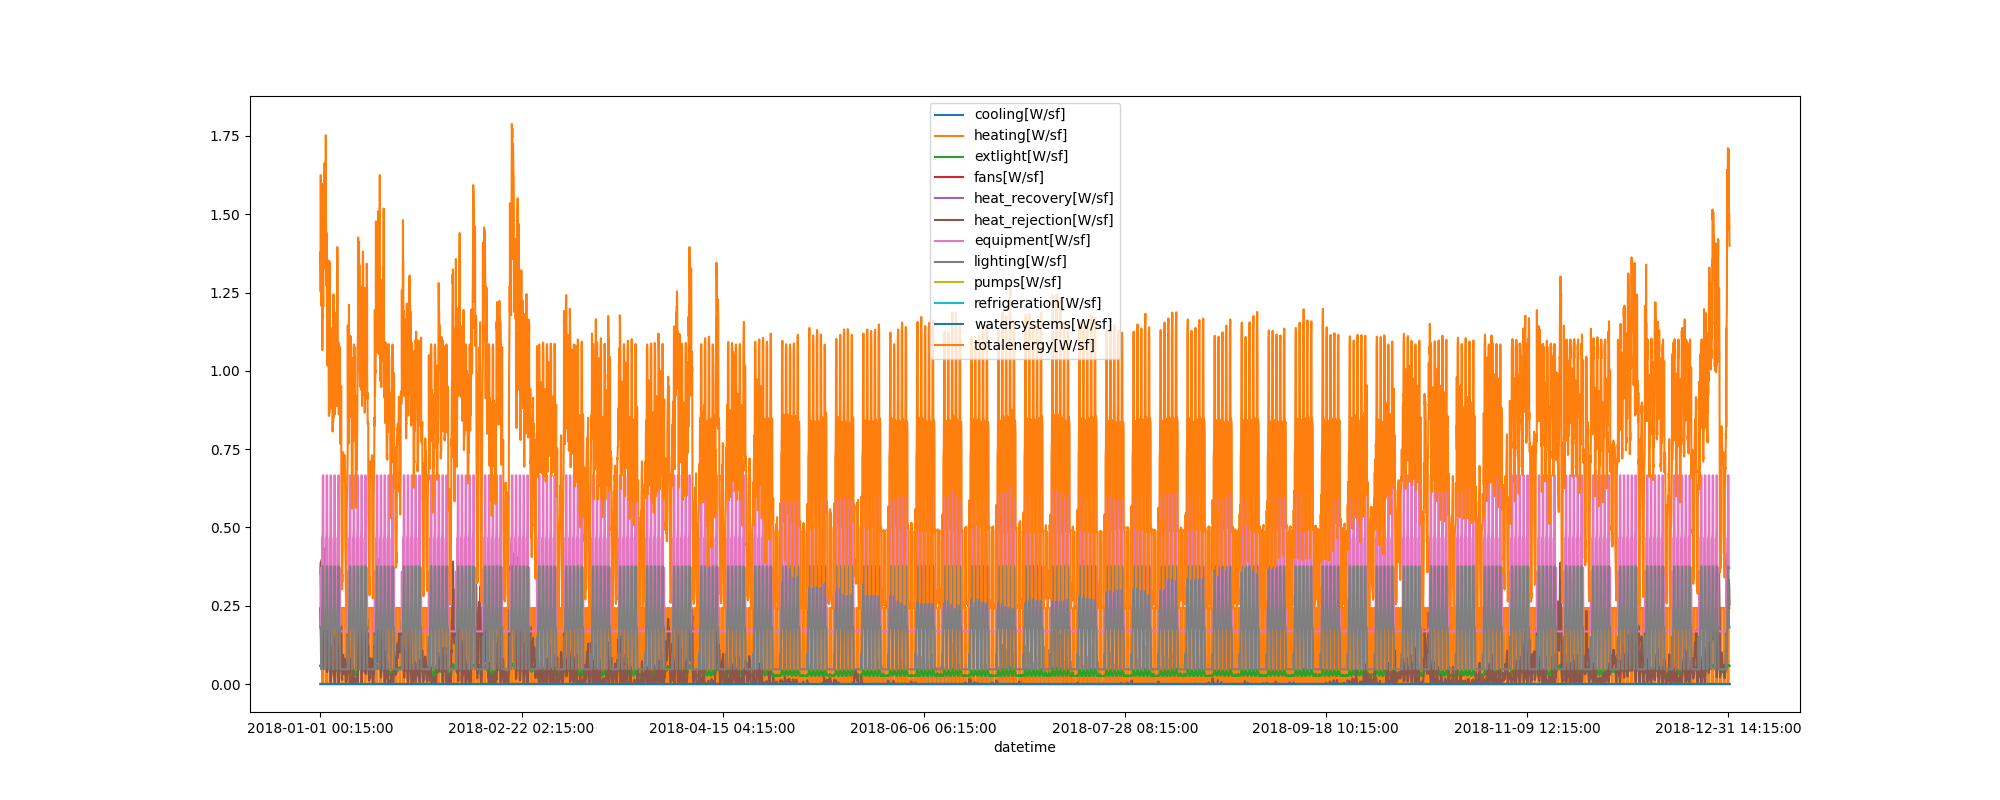 1.75
1.50
1.25
1.00
0.75
0.50
0.25
0.00
cooling[W/sf]
heating[W/sf]
extlight[W/sf]
fans[W/sf]
heat_recovery[W/sf]
heat_rejection[W/sf]
equipment[W/sf]
lighting[W/sf]
pumps[W/sf]
refrigeration[W/sf]
watersystems[W/sf]
totalenergy[W/sf]
2018-01-01 00:15:00
2018-02-22 02:15:00
2018-04-15 04:15:00
2018-06-06 06:15:00
2018-07-28 08:15:00
2018-09-18 10:15:00
2018-11-09 12:15:00
2018-12-31 14:15:00
datetime